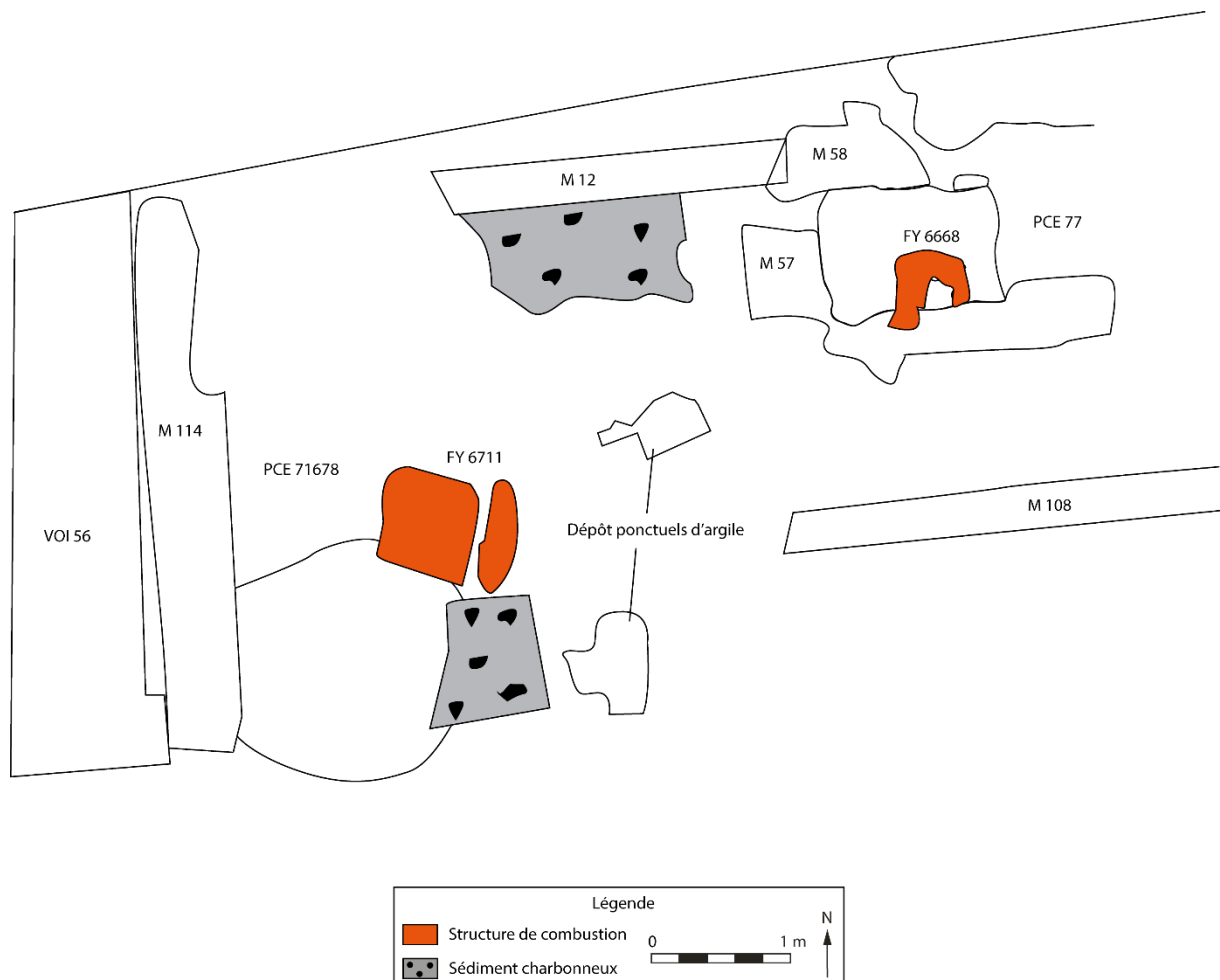 M 58
M 12
PCE 77
FY 6668
M 57
M 114
FY 6711
PCE 71678
M 108
Dépôt ponctuels d'argile
VOI 56
Légende
Structure de combustion
0 1 m
N
Sédiment charbonneux